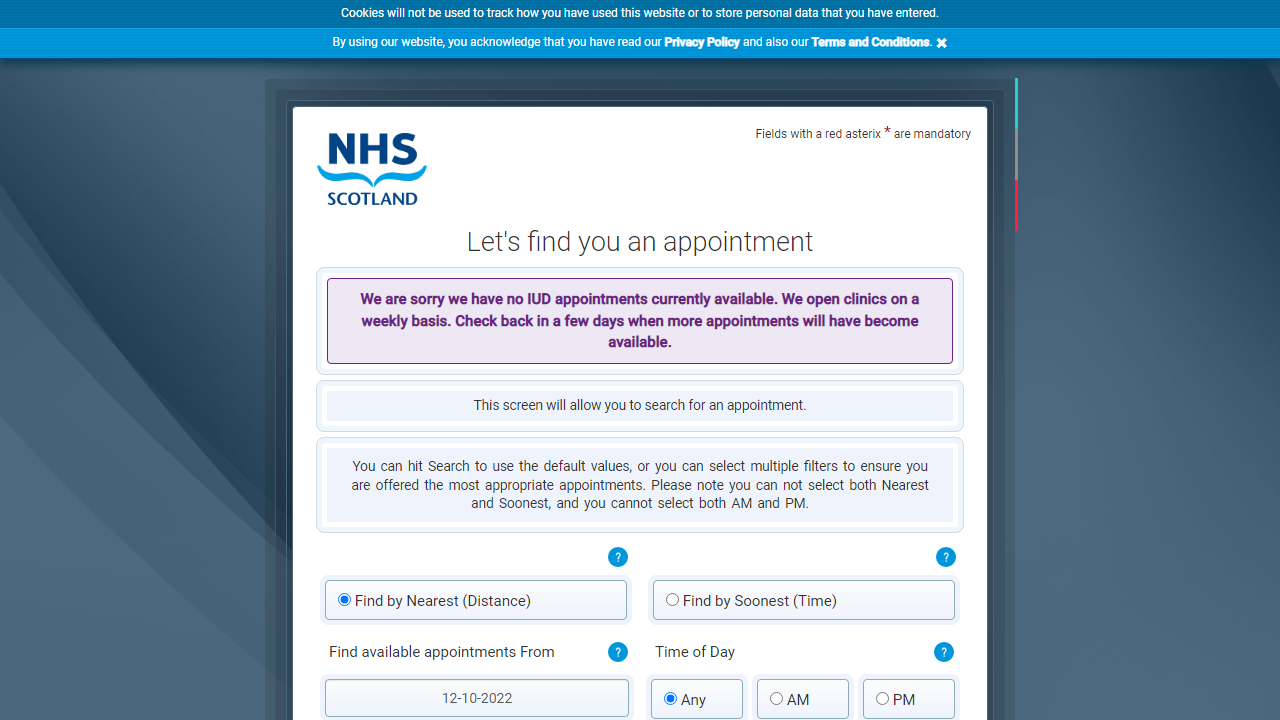 Cookies will not be used to track how you have used this website or to store personal data that you have entered.
By using our website, you acknowledge that you have read our Privacy Policy and also our Terms and Conditions. ✖
Fields with a red asterix * are mandatory
NHS
SCOTLAND
Let's find you an appointment
We are sorry we have no IUD appointments currently available. We open clinics on a
weekly basis. Check back in a few days when more appointments will have become
available.
This screen will allow you to search for an appointment.
You can hit Search to use the default values, or you can select multiple filters to ensure you
are offered the most appropriate appointments. Please note you can not select both Nearest
and Soonest, and you cannot select both AM and PM.
? ?
Find by Nearest (Distance) Find by Soonest (Time)
Find available appointments From ? Time of Day ?
12-10-2022 Any AM PM